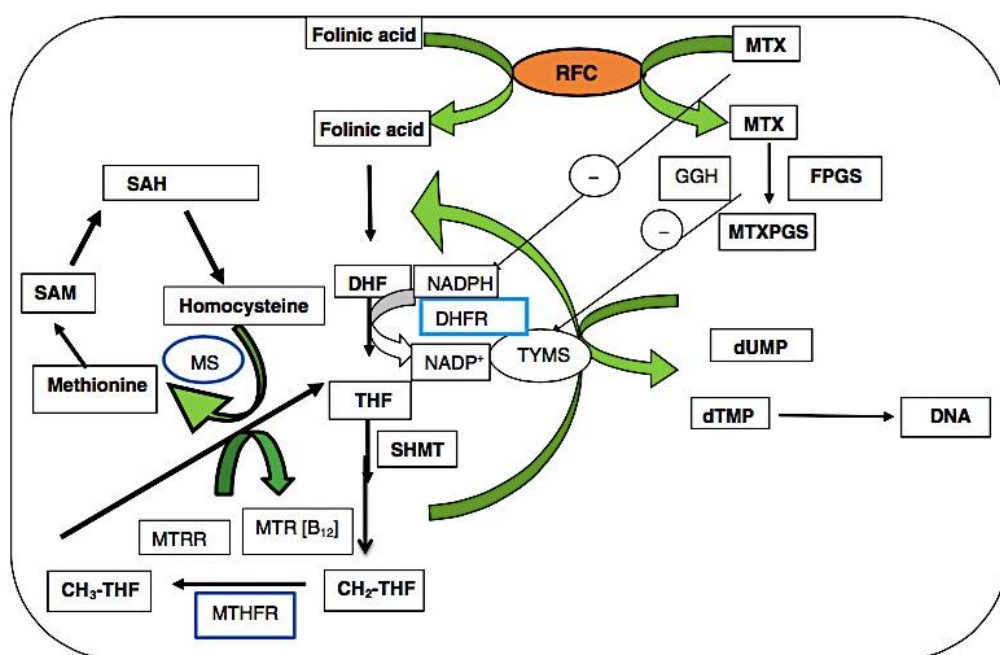 Folinic acid
MTX
RFC
Folinic acid
MTX
SAH
GGH
FPGS
–
–
MTXPGS
SAM
DHF
NADPH
Homocysteine
DHFR
MS
NADP⁺
TYMS
dUMP
Methionine
THF
dTMP
DNA
SHMT
MTRR
MTR [B₁₂]
CH₃-THF
CH₂-THF
MTHFR